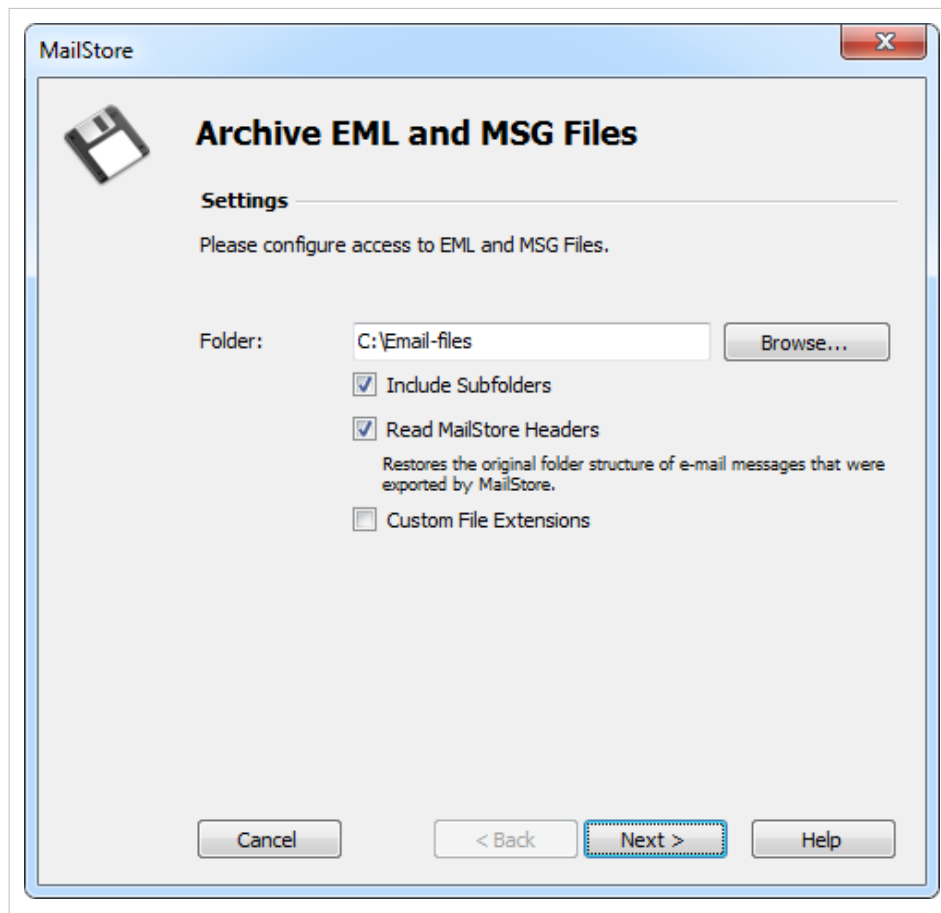 MailStore
Archive EML and MSG Files
Settings
Please configure access to EML and MSG Files.
Folder: C:\Email-files Browse...
Include Subfolders
Read MailStore Headers
Restores the original folder structure of e-mail messages that were
exported by MailStore.
Custom File Extensions
Cancel < Back Next > Help